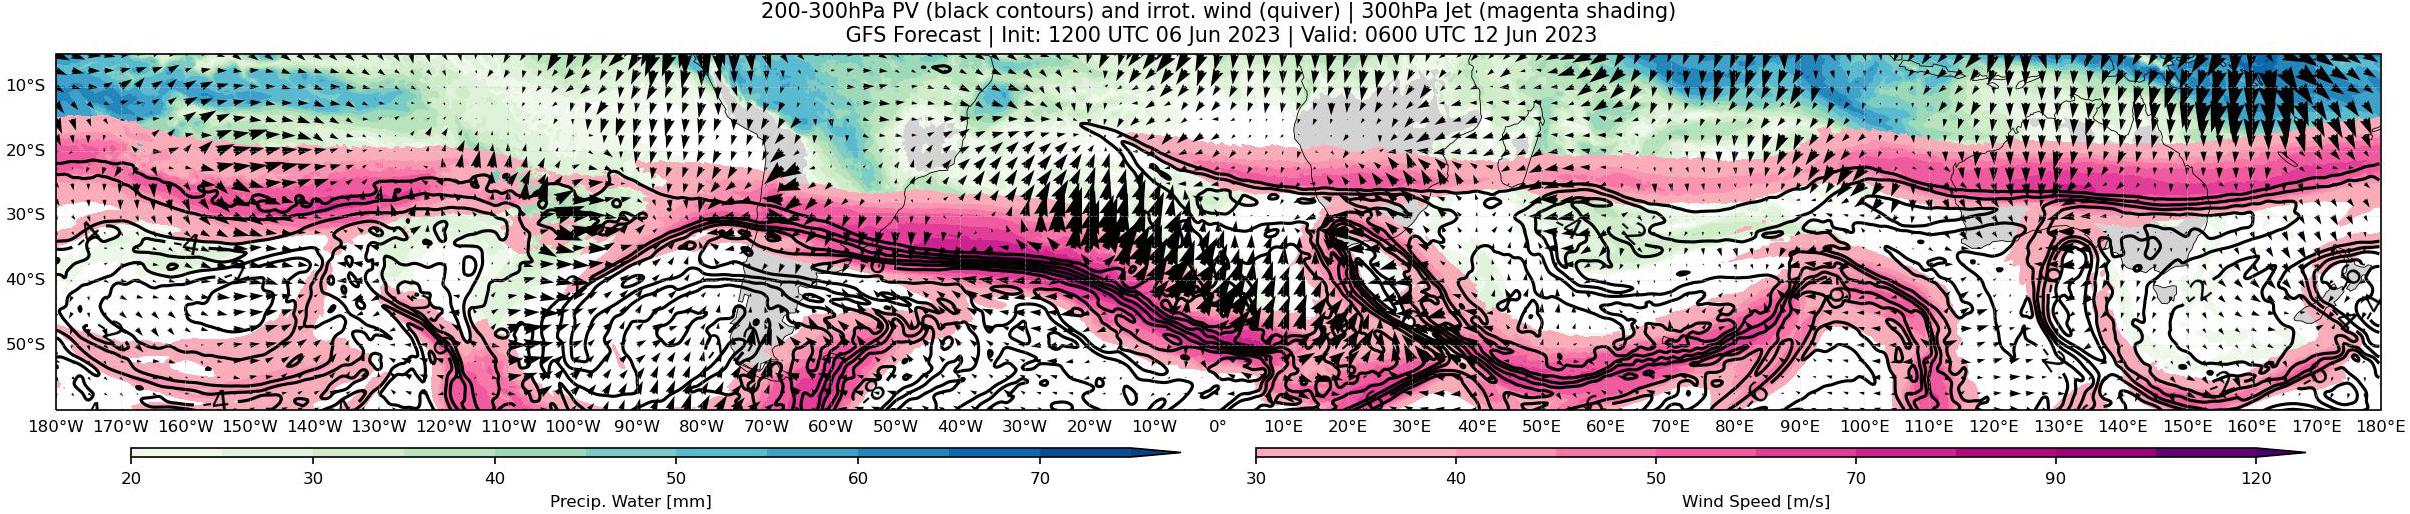 200-300hPa PV (black contours) and irrot. wind (quiver) | 300hPa Jet (magenta shading)
GFS Forecast | Init: 1200 UTC 06 Jun 2023 | Valid: 0600 UTC 12 Jun 2023
10°S
20°S
30°S
40°S
50°S
180°W 170°W 160°W 150°W 140°W 130°W 120°W 110°W 100°W 90°W 80°W 70°W 60°W 50°W 40°W 30°W 20°W 10°W 0° 10°E 20°E 30°E 40°E 50°E 60°E 70°E 80°E 90°E 100°E 110°E 120°E 130°E 140°E 150°E 160°E 170°E 180°E
20 30 40 50 60 70
Precip. Water [mm]
30 40 50 70 90 120
Wind Speed [m/s]